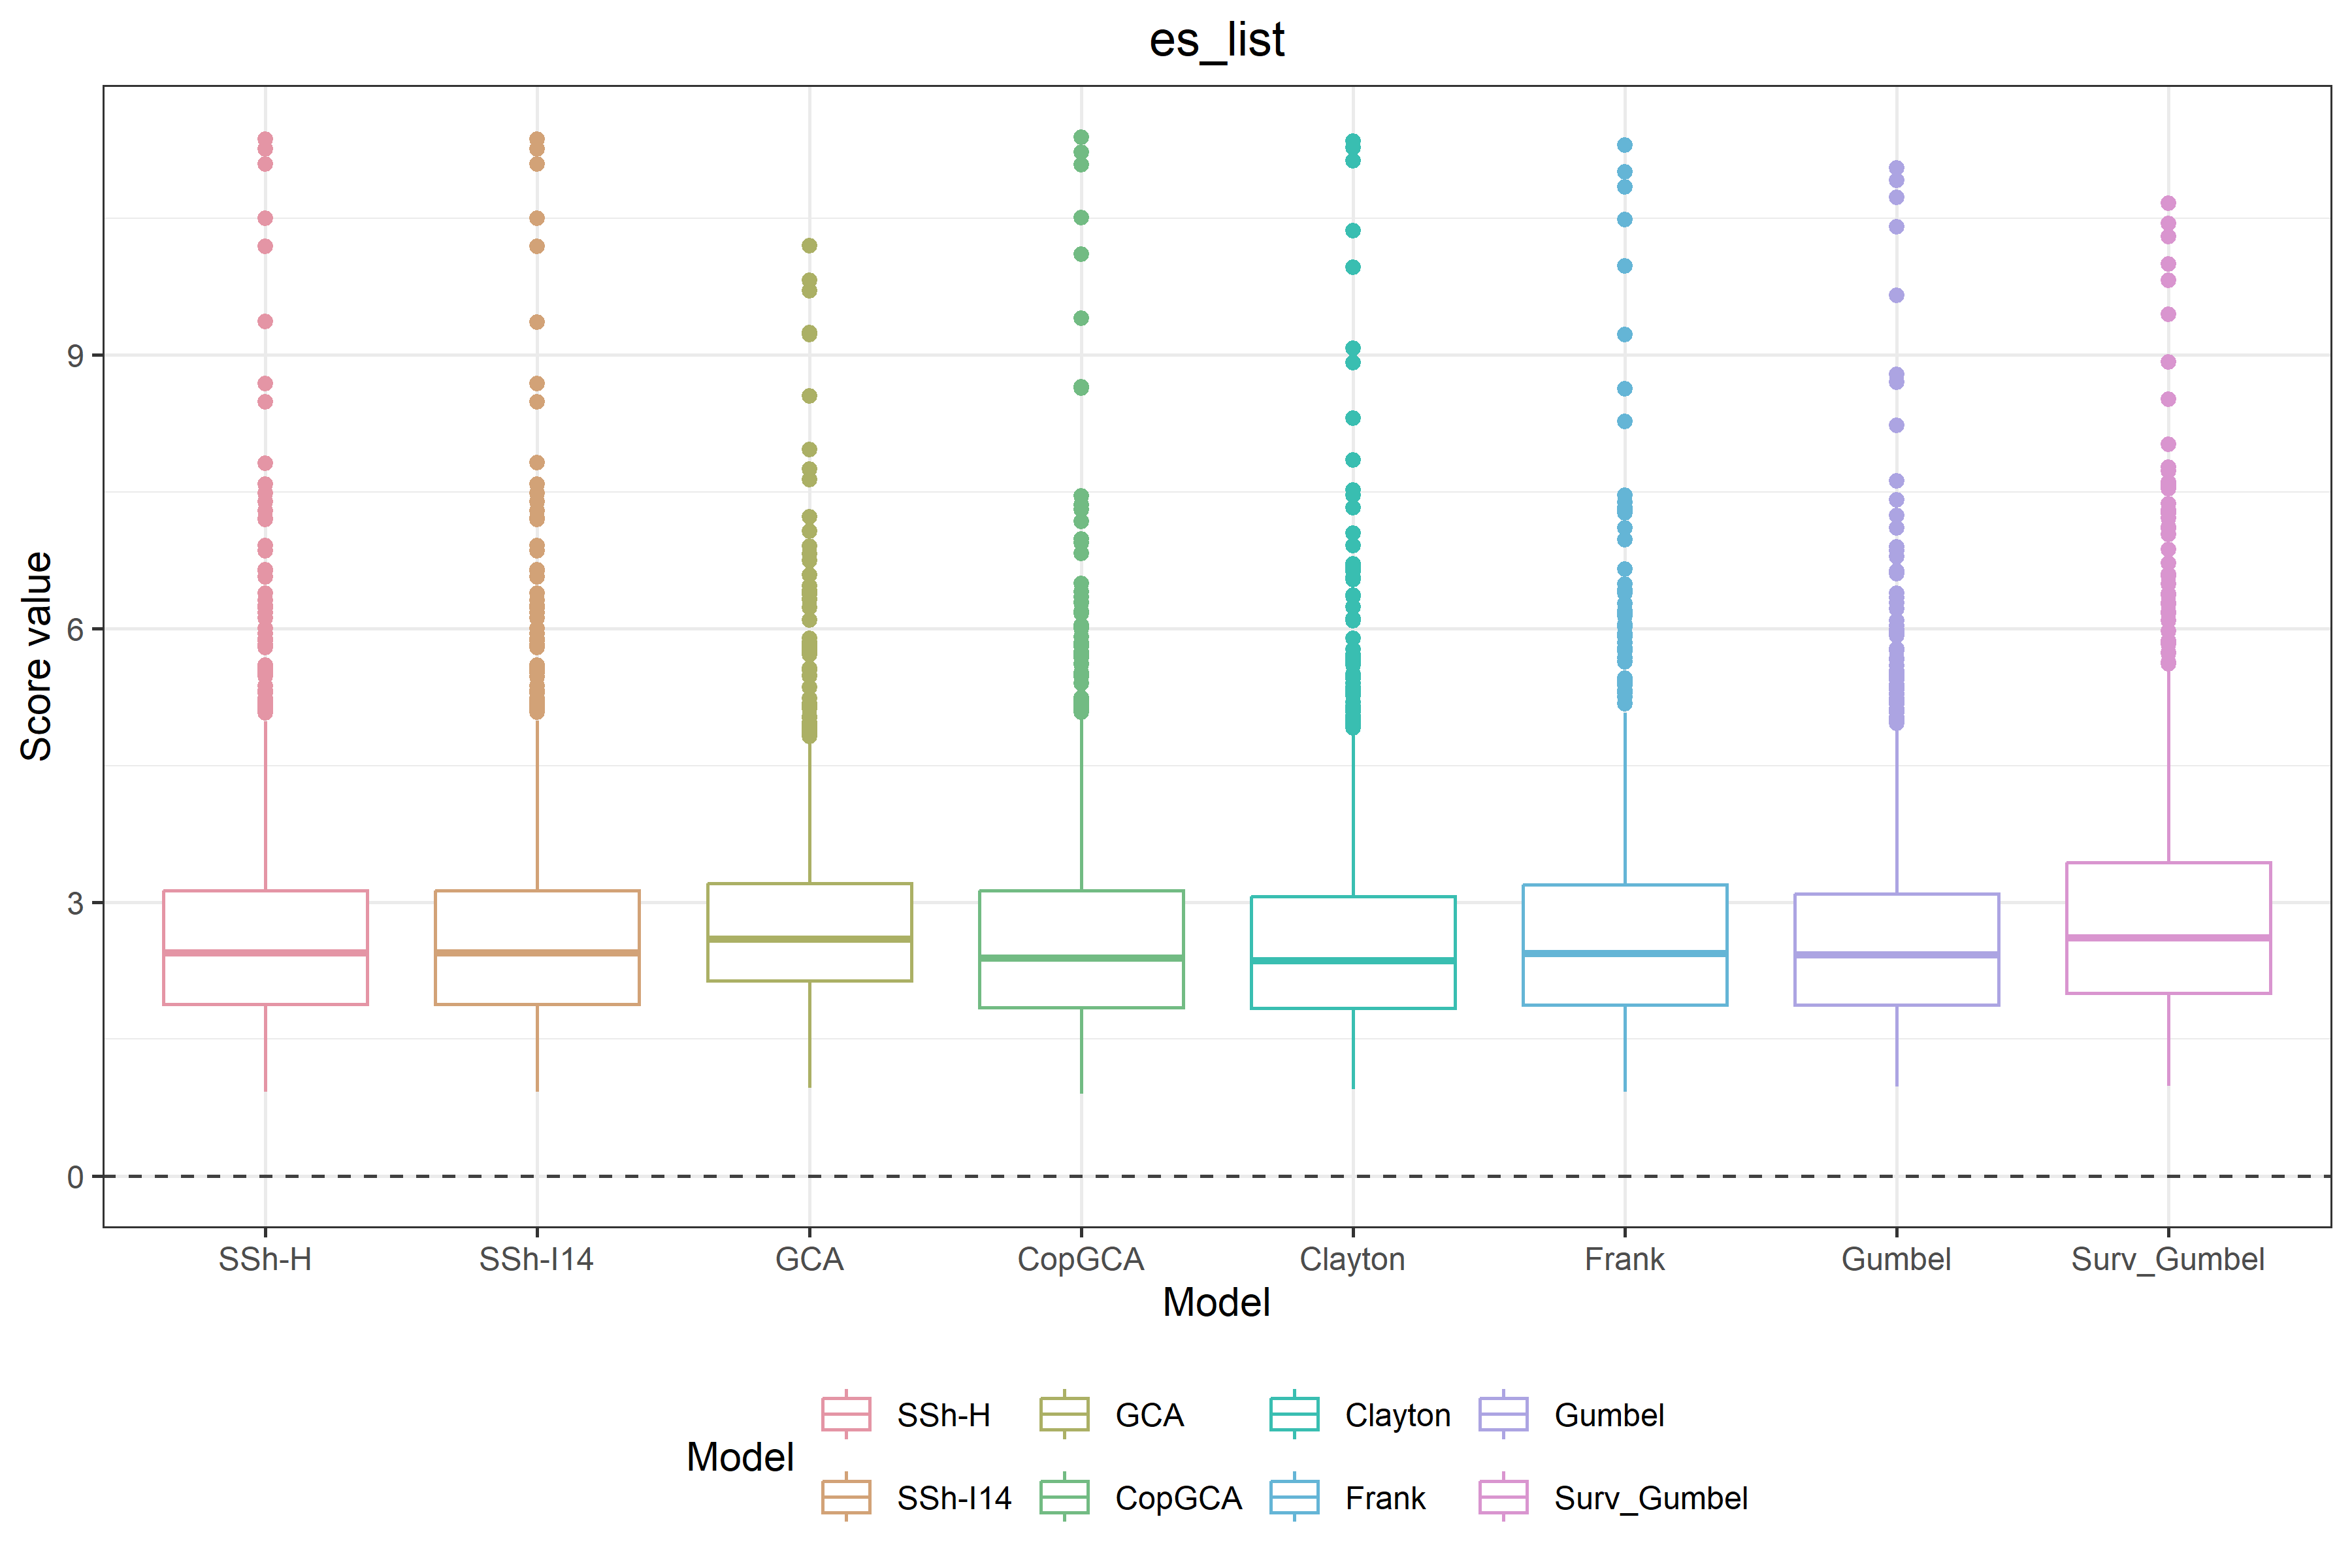 es_list
Score value
9
6
3
0
SSh-H SSh-I14 GCA CopGCA Clayton Frank Gumbel Surv_Gumbel
Model
Model
SSh-H GCA Clayton Gumbel
SSh-I14 CopGCA Frank Surv_Gumbel